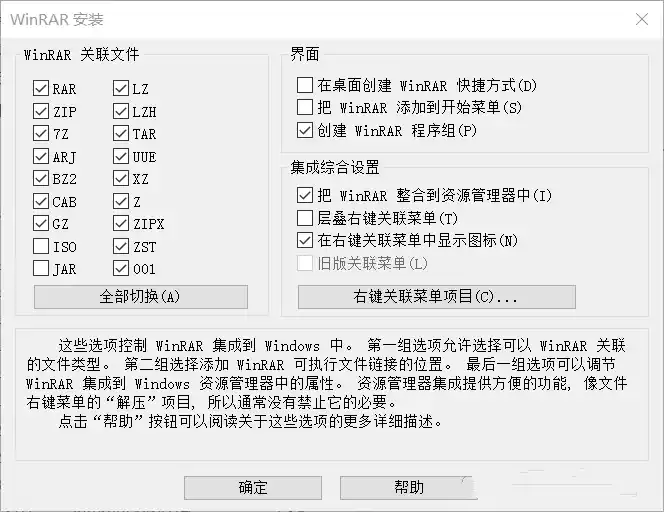 WinRAR 安装
WinRAR 关联文件
RAR
LZ
ZIP
LZH
7Z
TAR
ARJ
UUE
BZ2
XZ
CAB
Z
GZ
ZIPX
ISO
ZST
JAR
001
全部切换(A)
界面
在桌面创建 WinRAR 快捷方式(D)
把 WinRAR 添加到开始菜单(S)
创建 WinRAR 程序组(P)
集成综合设置
把 WinRAR 整合到资源管理器中(I)
层叠右键关联菜单(T)
在右键关联菜单中显示图标(N)
旧版关联菜单(L)
右键关联菜单项目(C)...
这些选项控制 WinRAR 集成到 Windows 中。 第一组选项允许选择可以 WinRAR 关联
的文件类型。 第二组选择添加 WinRAR 可执行文件链接的位置。 最后一组选项可以调节
WinRAR 集成到 Windows 资源管理器中的属性。 资源管理器集成提供方便的功能, 像文件
右键菜单的“解压”项目, 所以通常没有禁止它的必要。
点击“帮助”按钮可以阅读关于这些选项的更多详细描述。
确定
帮助